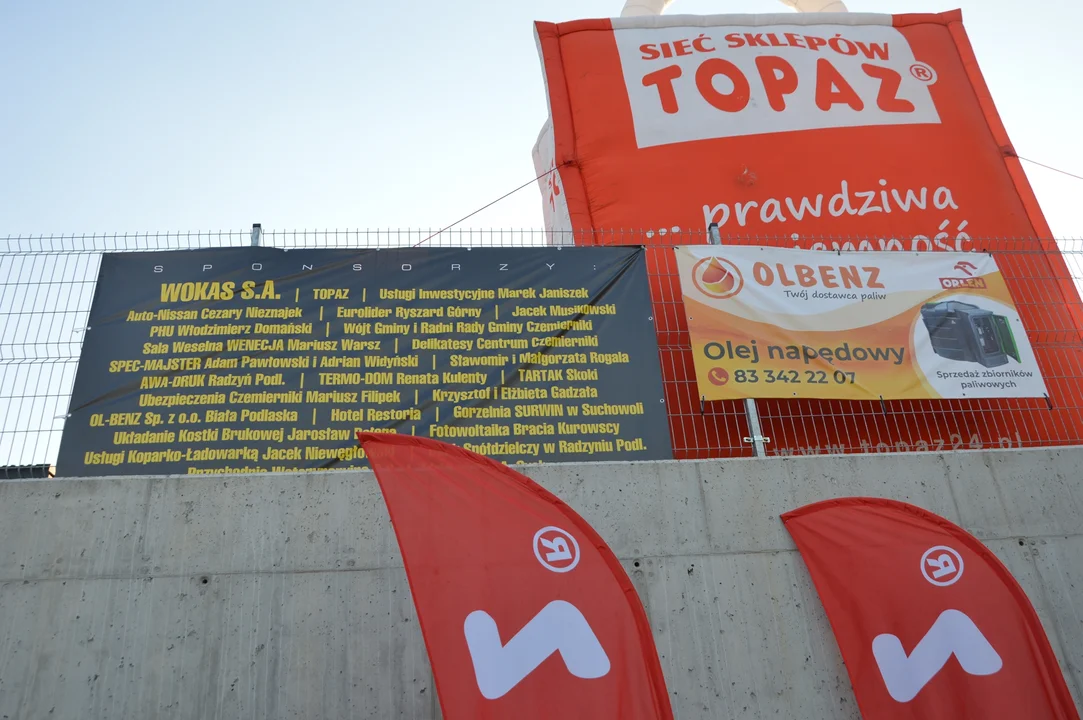 SIEĆ SKLEPÓW
TOPAZ®
prawdziwa
SPONSORZY:
WOKAS S.A. | TOPAZ | Usługi Inwestycyjne Marek Janiszek
Auto-Nissan Cezary Nieznajek | Eurolider Ryszard Górny | Jacek Musiłowski
PHU Włodzimierz Domański | Wójt Gminy i Radni Rady Gminy Czemierniki
Sala Weselna WENECJA Mariusz Warsz | Delikatesy Centrum Czemierniki
SPEC-MAJSTER Adam Pawłowski i Adrian Widyński | Sławomir i Małgorzata Rogala
AWA-DRUK Radzyń Podl. | TERMO-DOM Renata Kulenty | TARTAK Skoki
Ubezpieczenia Czemierniki Mariusz Filipek | Krzysztof i Elżbieta Gadzała
OL-BENZ Sp. z o.o. Biała Podlaska | Hotel Restoria | Gorzelnia SURWIN w Suchowoli
Układanie Kostki Brukowej Jarosław | Fotowoltaika Bracia Kurowscy
Usługi Koparko-Ładowarką Jacek Spółdzielczy w Radzyniu Podl.
OLBENZ
Twój dostawca paliw
ORLEN
Olej napędowy
83 342 22 07
Sprzedaż zbiorników
paliwowych
www.topaz24.pl